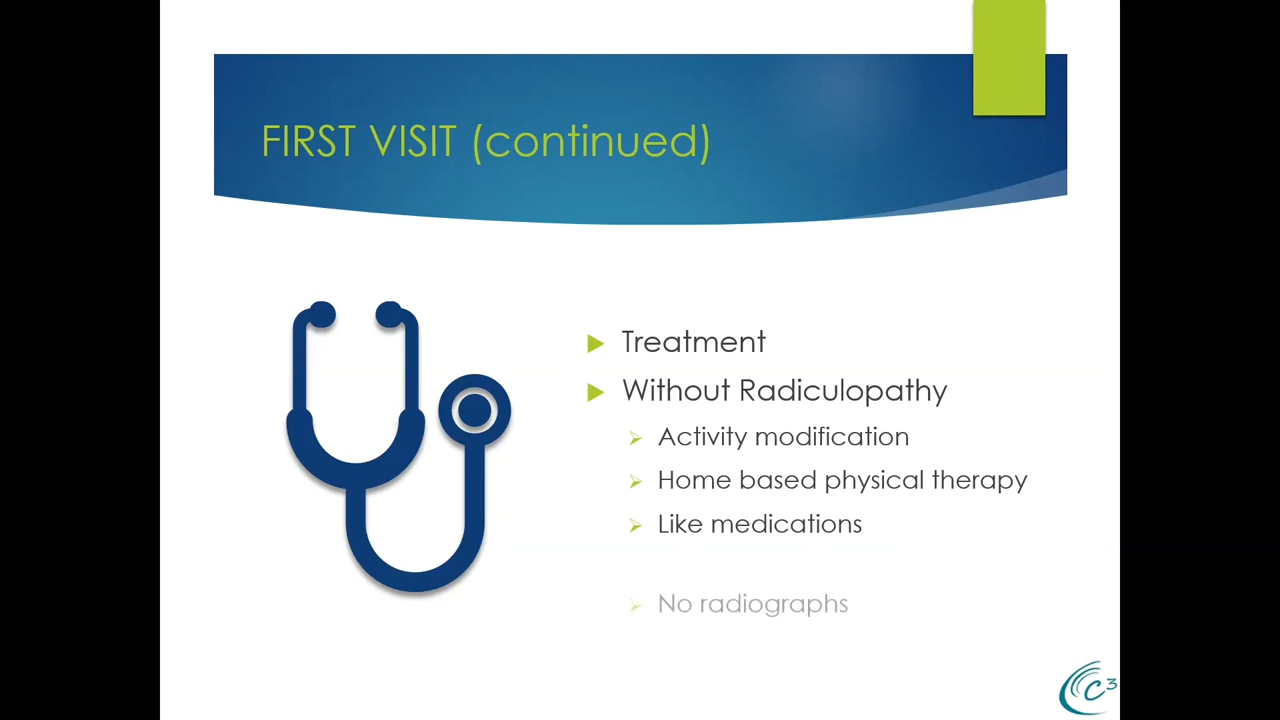 FIRST VISIT (continued)
Treatment
Without Radiculopathy
Activity modification
Home based physical therapy
Like medications
No radiographs
C3